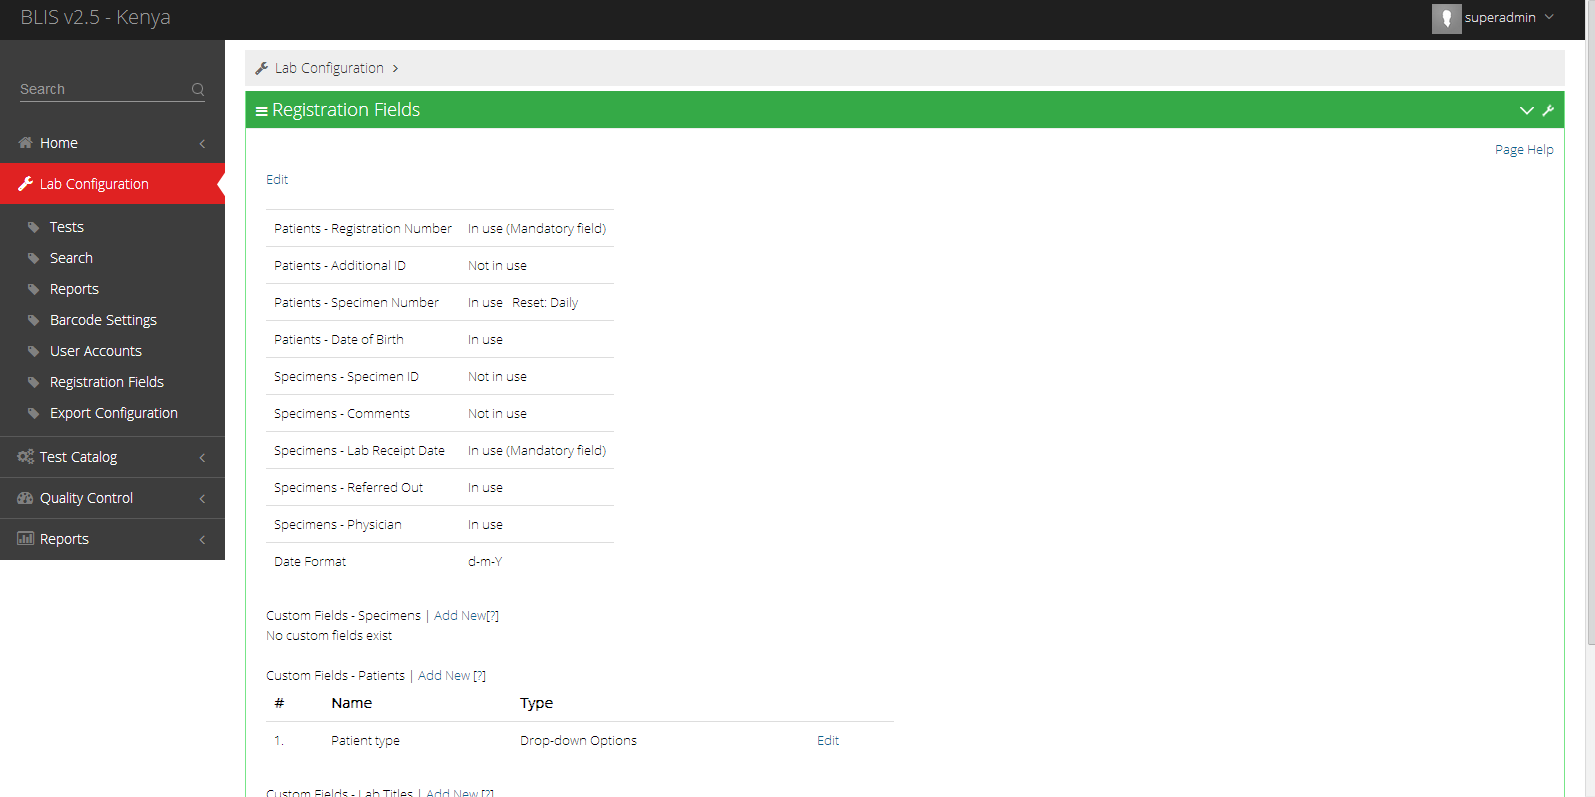 BLIS v2.5 - Kenya
superadmin
Search
Home
Lab Configuration
Tests
Search
Reports
Barcode Settings
User Accounts
Registration Fields
Export Configuration
Test Catalog
Quality Control
Reports
Lab Configuration
Registration Fields
Page Help
Edit
Patients - Registration Number In use (Mandatory field)
Patients - Additional ID Not in use
Patients - Specimen Number In use Reset: Daily
Patients - Date of Birth In use
Specimens - Specimen ID Not in use
Specimens - Comments Not in use
Specimens - Lab Receipt Date In use (Mandatory field)
Specimens - Referred Out In use
Specimens - Physician In use
Date Format d-m-Y
Custom Fields - Specimens | Add New[?]
No custom fields exist
Custom Fields - Patients | Add New [?]
# Name Type
1. Patient type Drop-down Options Edit
Custom Fields - Lab Titles | Add New [?]